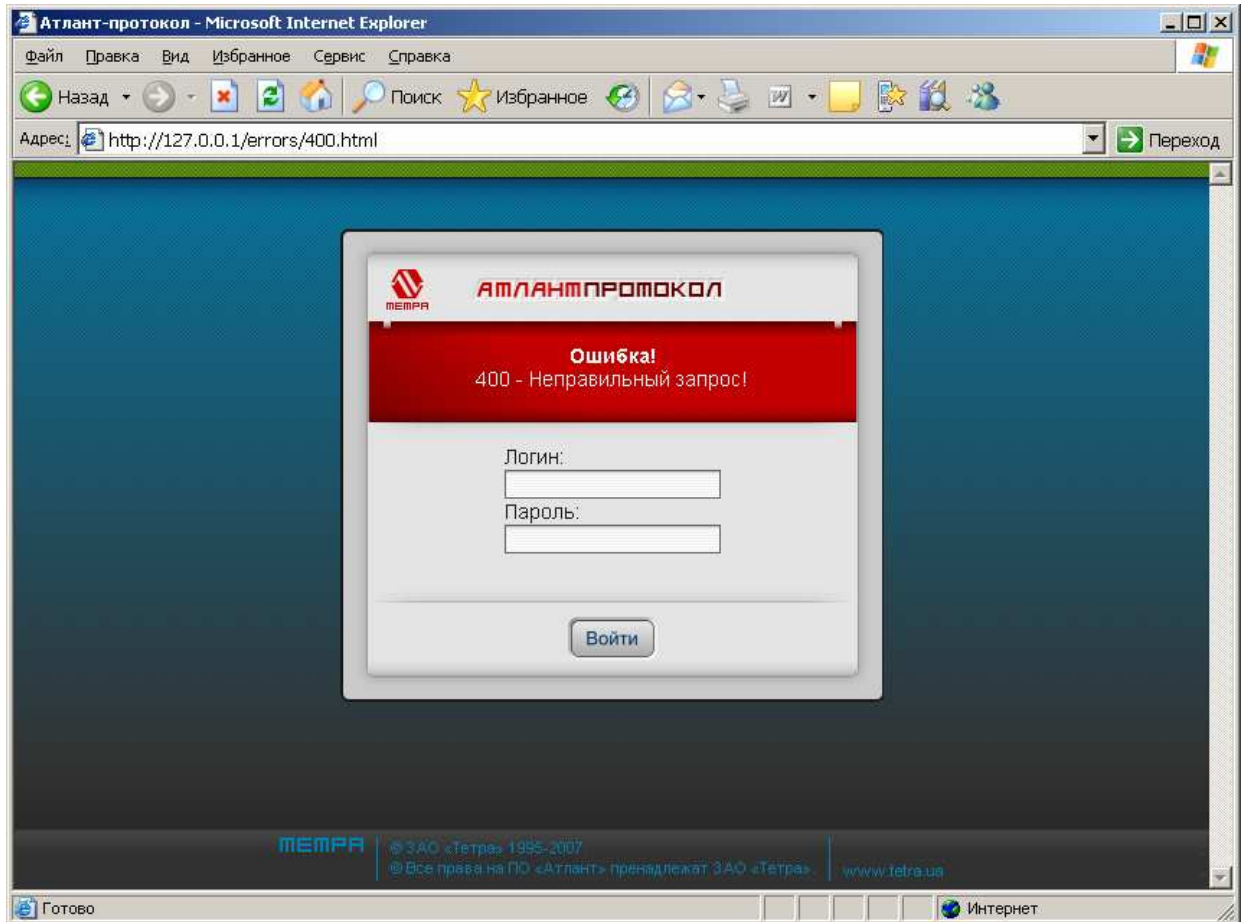 Атлант-протокол - Microsoft Internet Explorer
Файл Правка Вид Избранное Сервис Справка
Назад Поиск Избранное
Адрес: http://127.0.0.1/errors/400.html Переход
ТЕТРА АТЛАНТПРОТОКОЛ
Ошибка!
400 - Неправильный запрос!
Логин:
Пароль:
Войти
ТЕТРА © ЗАО «Тетра» 1995-2007
© Все права на ПО «Атлант» пренадлежат ЗАО «Тетра». www.tetra.ua
Готово Интернет